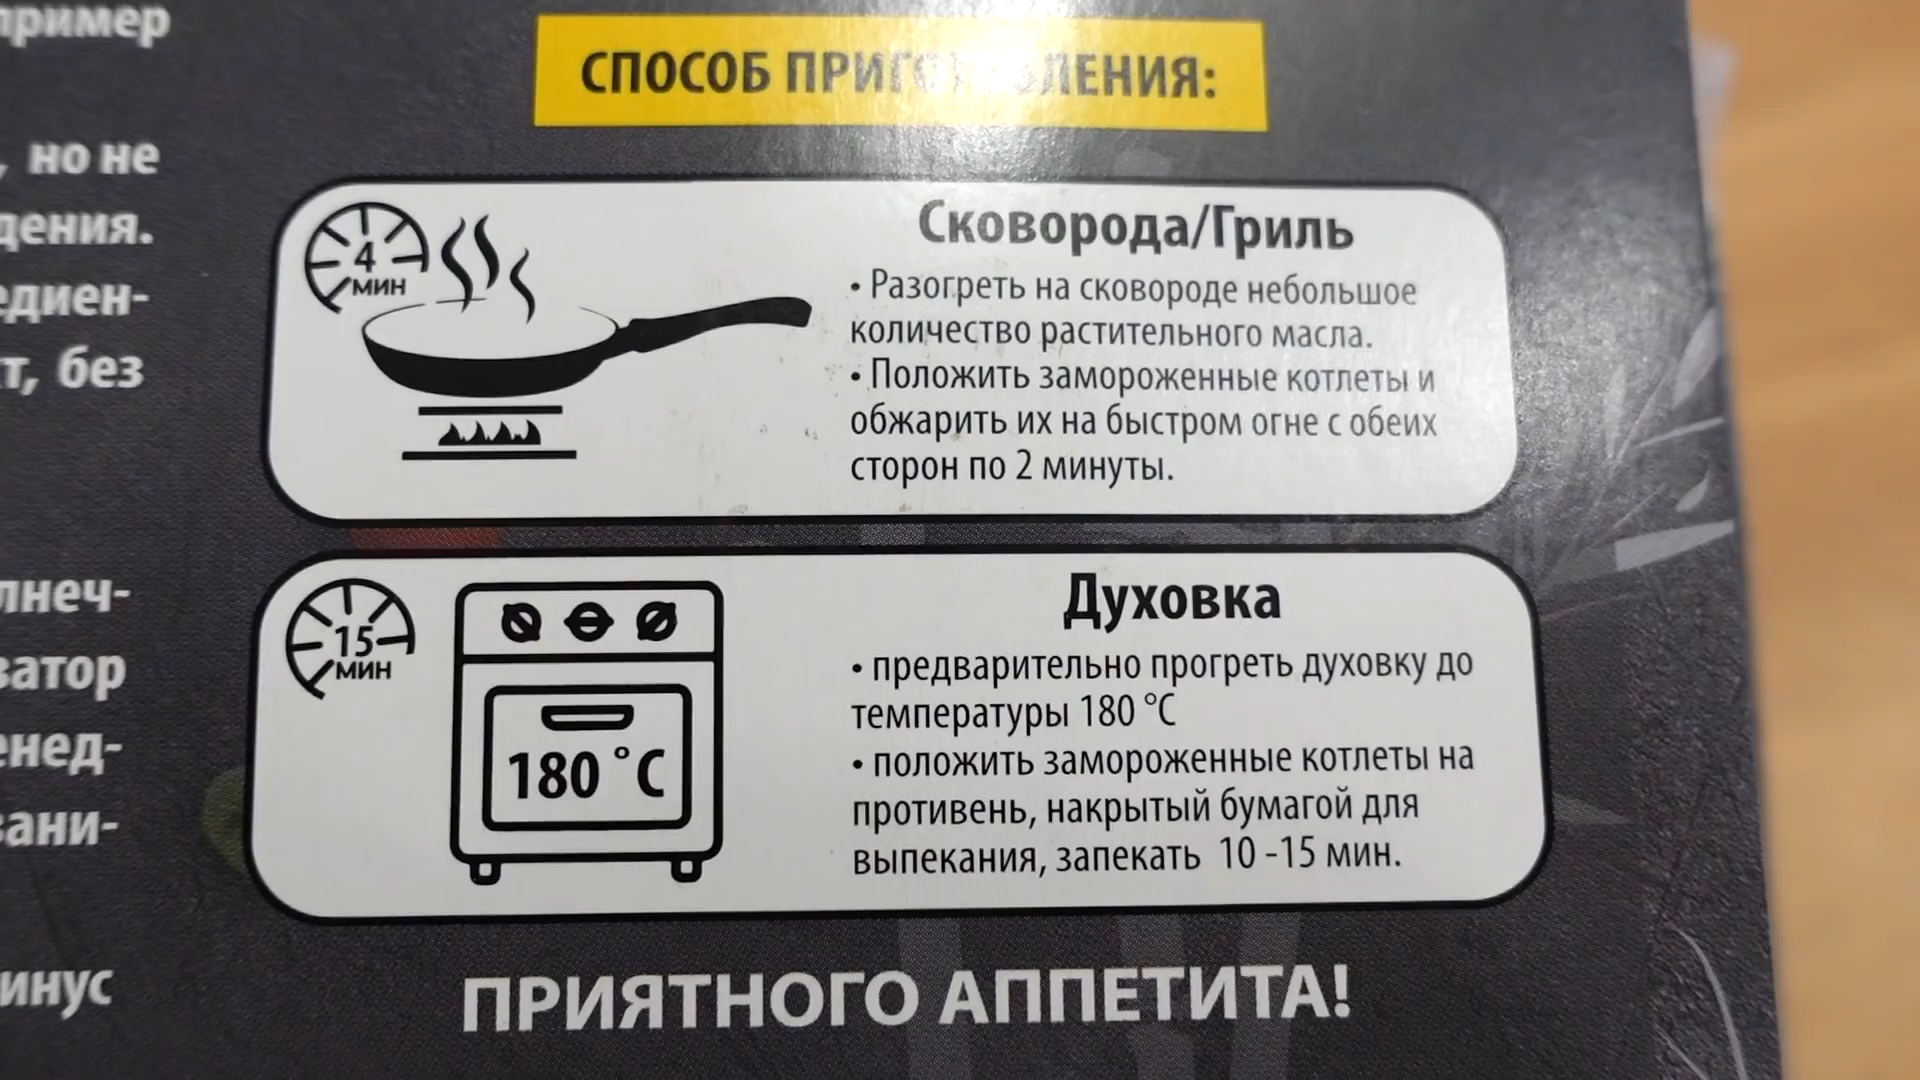 пример
, но не
дения.
едиен-
т, без
лнеч-
затор
енед-
вани-
инус
СПОСОБ ПРИГОТОВЛЕНИЯ:
4
МИН
Сковорода/Гриль
• Разогреть на сковороде небольшое
количество растительного масла.
• Положить замороженные котлеты и
обжарить их на быстром огне с обеих
сторон по 2 минуты.
15
МИН
180 °C
Духовка
• предварительно прогреть духовку до
температуры 180 °C
• положить замороженные котлеты на
противень, накрытый бумагой для
выпекания, запекать 10 -15 мин.
ПРИЯТНОГО АППЕТИТА!